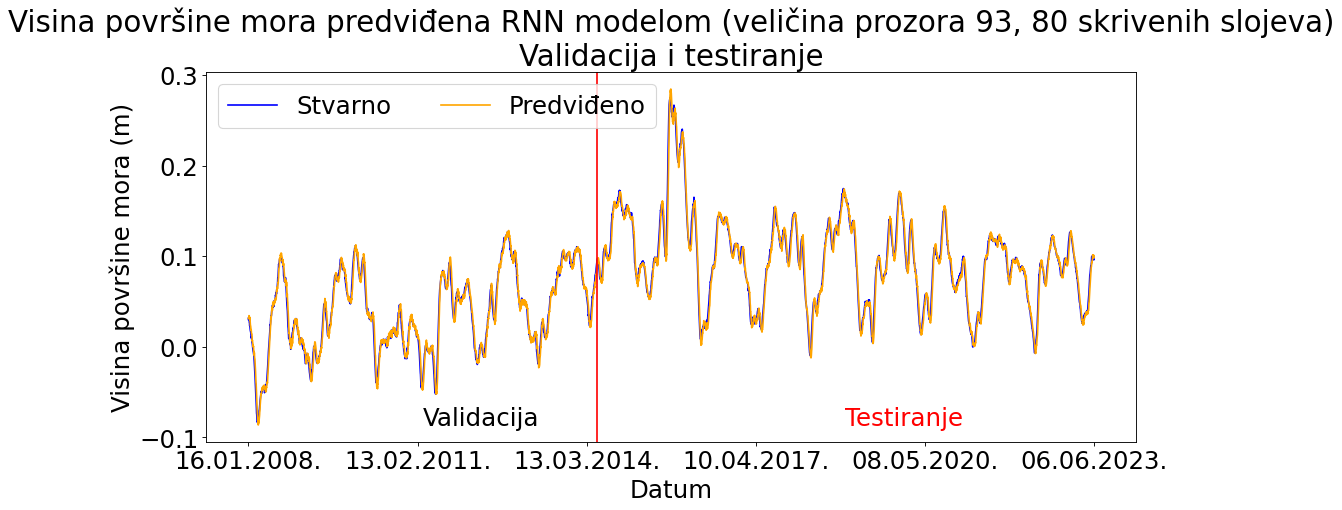 Visina površine mora predviđena RNN modelom (veličina prozora 93, 80 skrivenih slojeva)
Validacija i testiranje
Stvarno Predviđeno
Visina površine mora (m)
0.3
0.2
0.1
0.0
−0.1
Validacija Testiranje
16.01.2008. 13.02.2011. 13.03.2014. 10.04.2017. 08.05.2020. 06.06.2023.
Datum